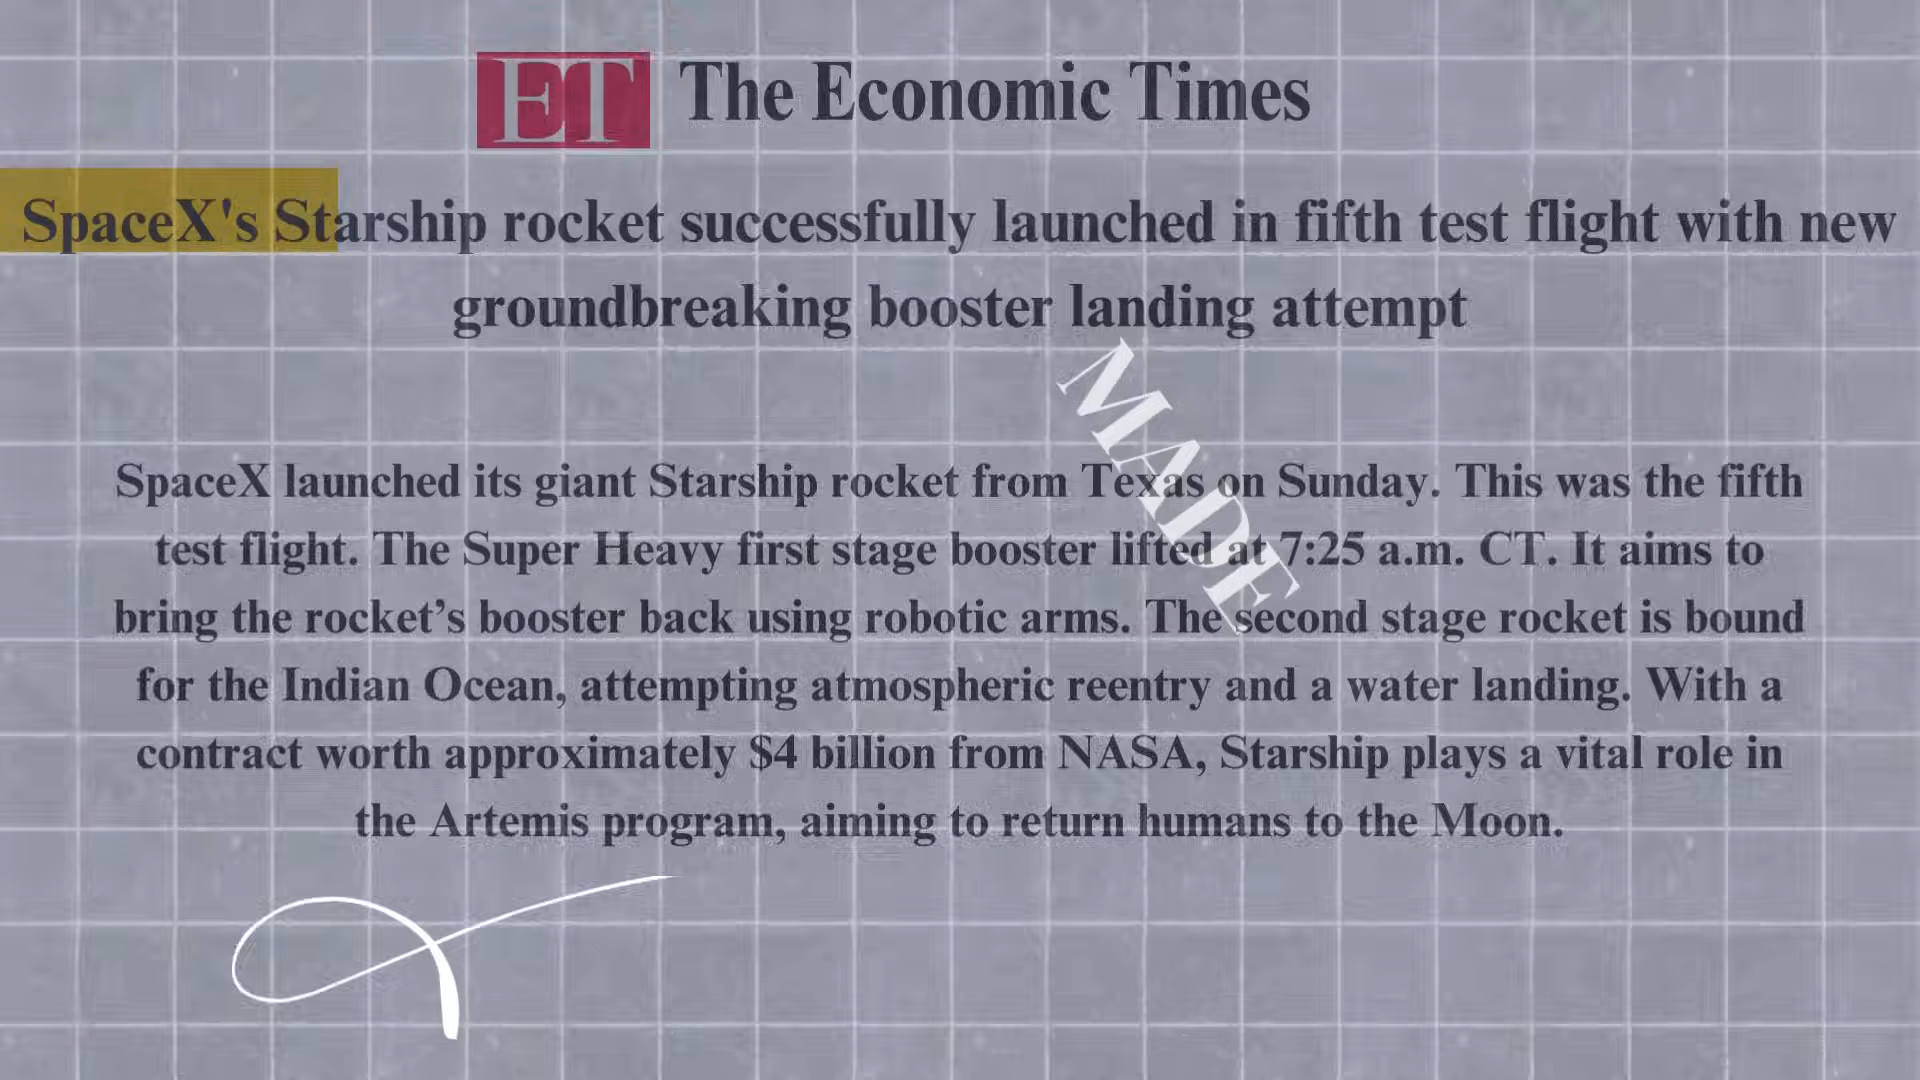 ET The Economic Times
SpaceX's Starship rocket successfully launched in fifth test flight with new
groundbreaking booster landing attempt
MADE
SpaceX launched its giant Starship rocket from Texas on Sunday. This was the fifth
test flight. The Super Heavy first stage booster lifted at 7:25 a.m. CT. It aims to
bring the rocket’s booster back using robotic arms. The second stage rocket is bound
for the Indian Ocean, attempting atmospheric reentry and a water landing. With a
contract worth approximately $4 billion from NASA, Starship plays a vital role in
the Artemis program, aiming to return humans to the Moon.